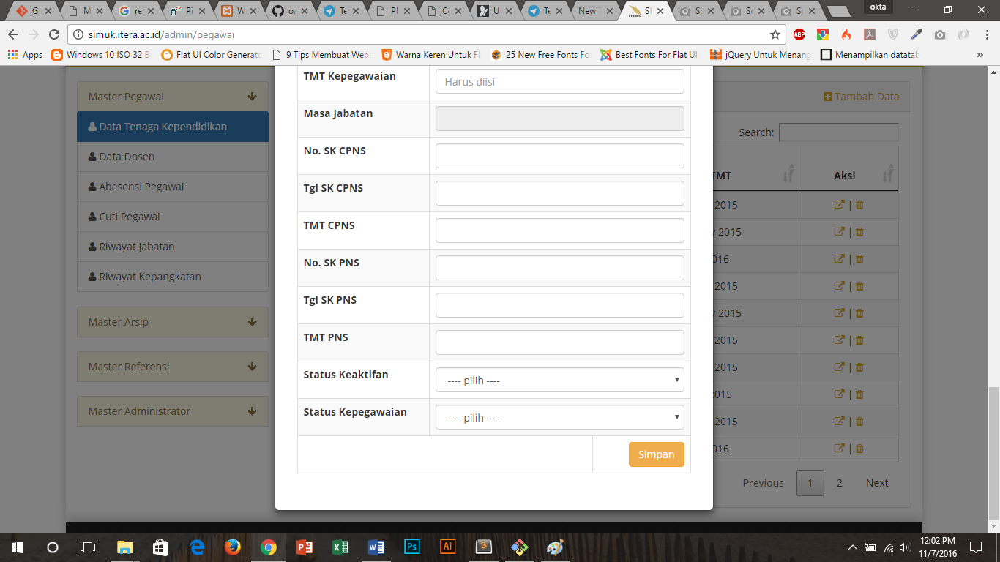 okta
G
M
re
Pi
W
oa
Te
Pl
Co
U
Te
New T
SI
Sc
Sc
Sc
simuk.itera.ac.id/admin/pegawai
ABP
Apps
Windows 10 ISO 32 B
Flat UI Color Generato
9 Tips Membuat Web
Warna Keren Untuk Fl
25 New Free Fonts Fo
Best Fonts For Flat UI
jQuery Untuk Menang
Menampilkan datatab
»
Master Pegawai
Data Tenaga Kependidikan
Data Dosen
Abesensi Pegawai
Cuti Pegawai
Riwayat Jabatan
Riwayat Kepangkatan
Master Arsip
Master Referensi
Master Administrator
TMT Kepegawaian
Harus diisi
Masa Jabatan
No. SK CPNS
Tgl SK CPNS
TMT CPNS
No. SK PNS
Tgl SK PNS
TMT PNS
Status Keaktifan
---- pilih ----
Status Kepegawaian
---- pilih ----
Simpan
Tambah Data
Search:
TMT
Aksi
2015 |
y 2015 |
016 |
2015 |
y 2015 |
2015 |
2015 |
2015 |
2015 |
016 |
Previous 1 2 Next
12:02 PM
11/7/2016